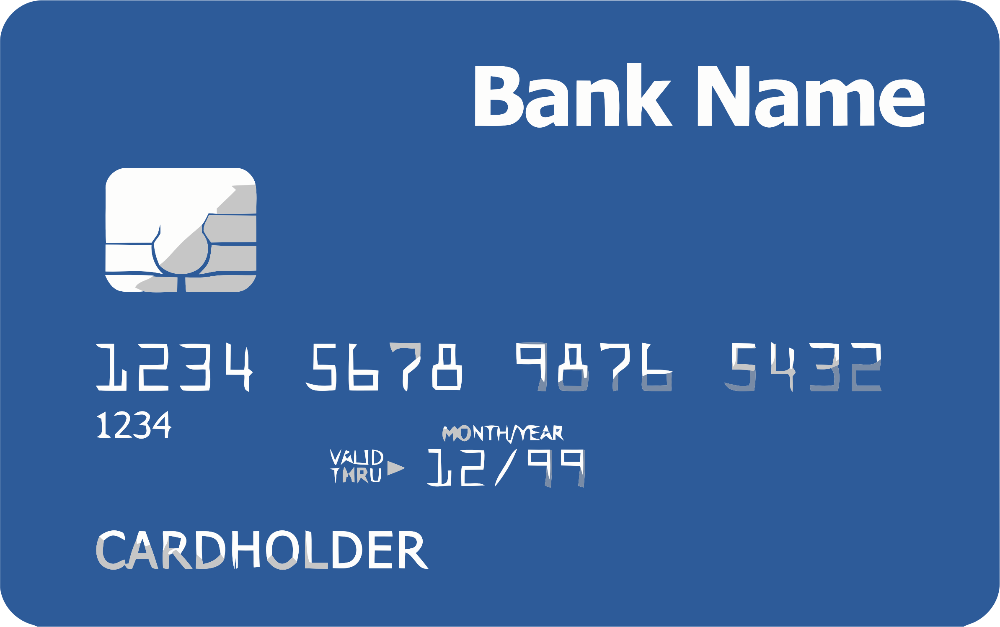 Bank Name
1234 5678 9876 5432
1234
MONTH/YEAR
VALID THRU 12/99
CARDHOLDER